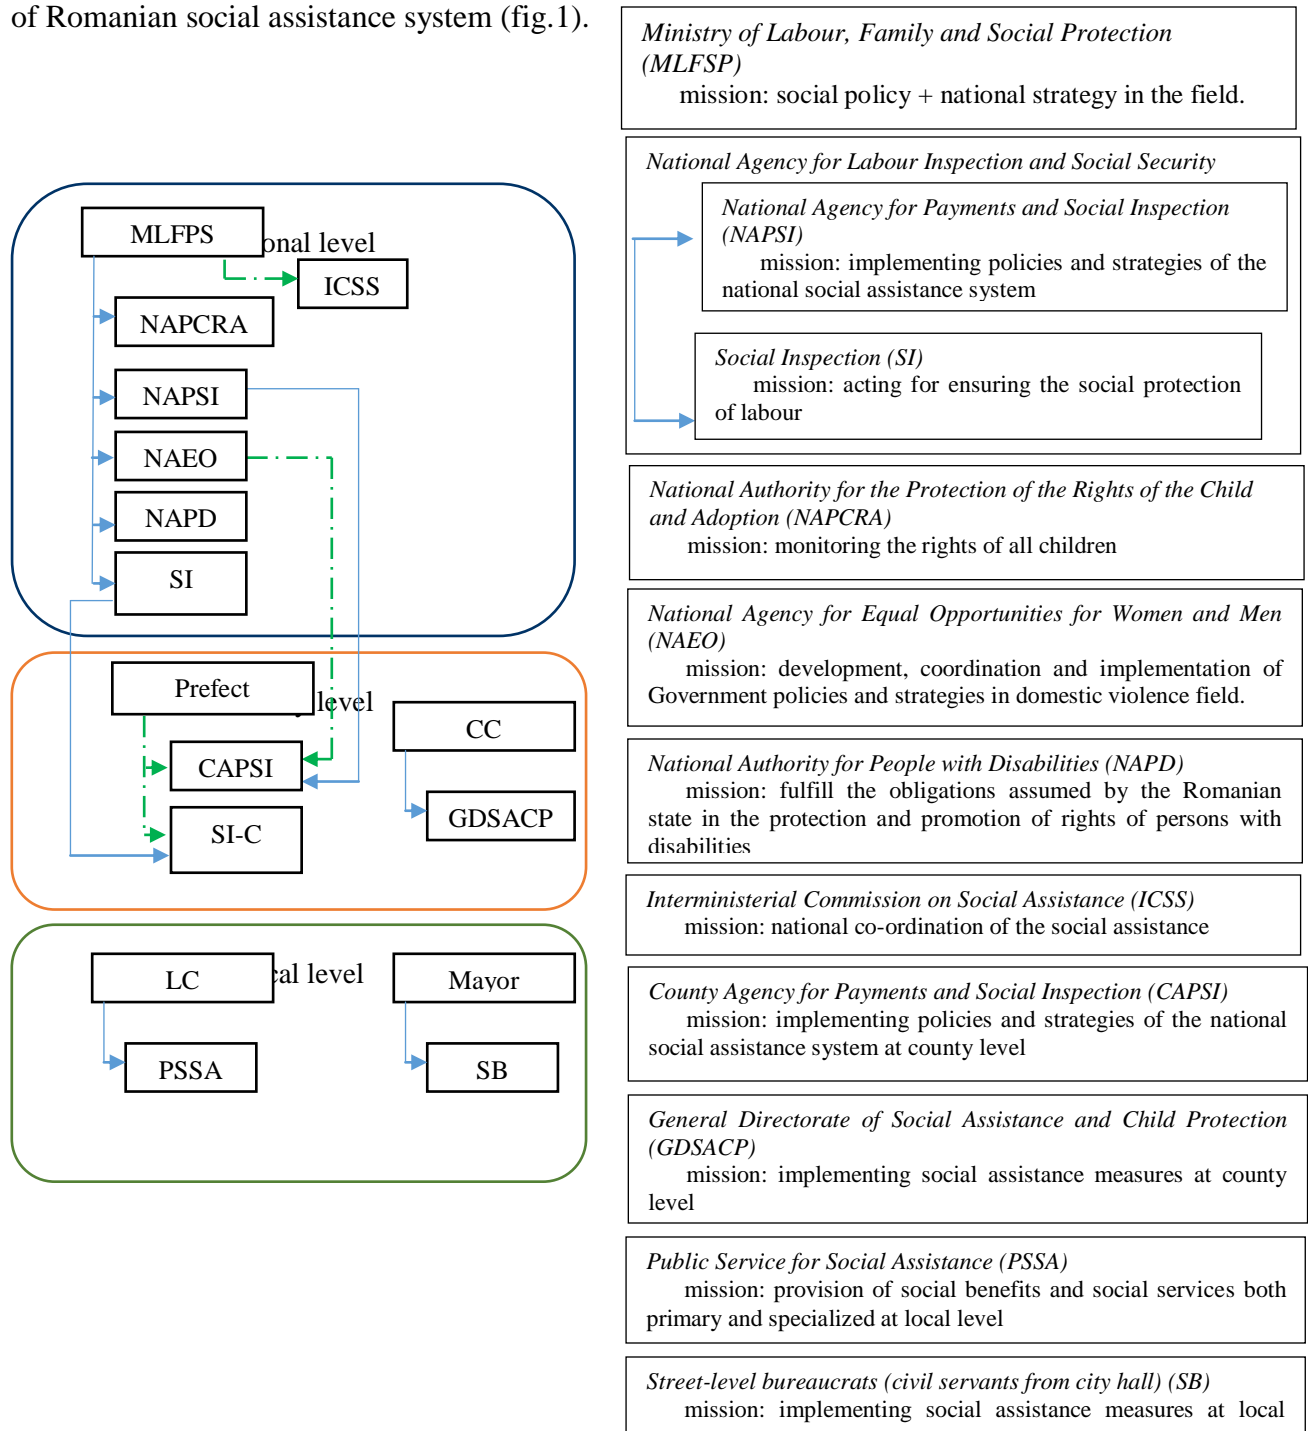 of Romanian social assistance system (fig.1).
MLFPS
onal level
ICSS
NAPCRA
NAPSI
NAEO
NAPD
SI
Prefect
level
CC
CAPSI
GDSACP
SI-C
LC
cal level
Mayor
PSSA
SB
Ministry of Labour, Family and Social Protection
(MLFSP)
mission: social policy + national strategy in the field.
National Agency for Labour Inspection and Social Security
National Agency for Payments and Social Inspection
(NAPSI)
mission: implementing policies and strategies of the
national social assistance system
Social Inspection (SI)
mission: acting for ensuring the social protection
of labour
National Authority for the Protection of the Rights of the Child
and Adoption (NAPCRA)
mission: monitoring the rights of all children
National Agency for Equal Opportunities for Women and Men
(NAEO)
mission: development, coordination and implementation of
Government policies and strategies in domestic violence field.
National Authority for People with Disabilities (NAPD)
mission: fulfill the obligations assumed by the Romanian
state in the protection and promotion of rights of persons with
disabilities
Interministerial Commission on Social Assistance (ICSS)
mission: national co-ordination of the social assistance
County Agency for Payments and Social Inspection (CAPSI)
mission: implementing policies and strategies of the national
social assistance system at county level
General Directorate of Social Assistance and Child Protection
(GDSACP)
mission: implementing social assistance measures at county
level
Public Service for Social Assistance (PSSA)
mission: provision of social benefits and social services both
primary and specialized at local level
Street-level bureaucrats (civil servants from city hall) (SB)
mission: implementing social assistance measures at local